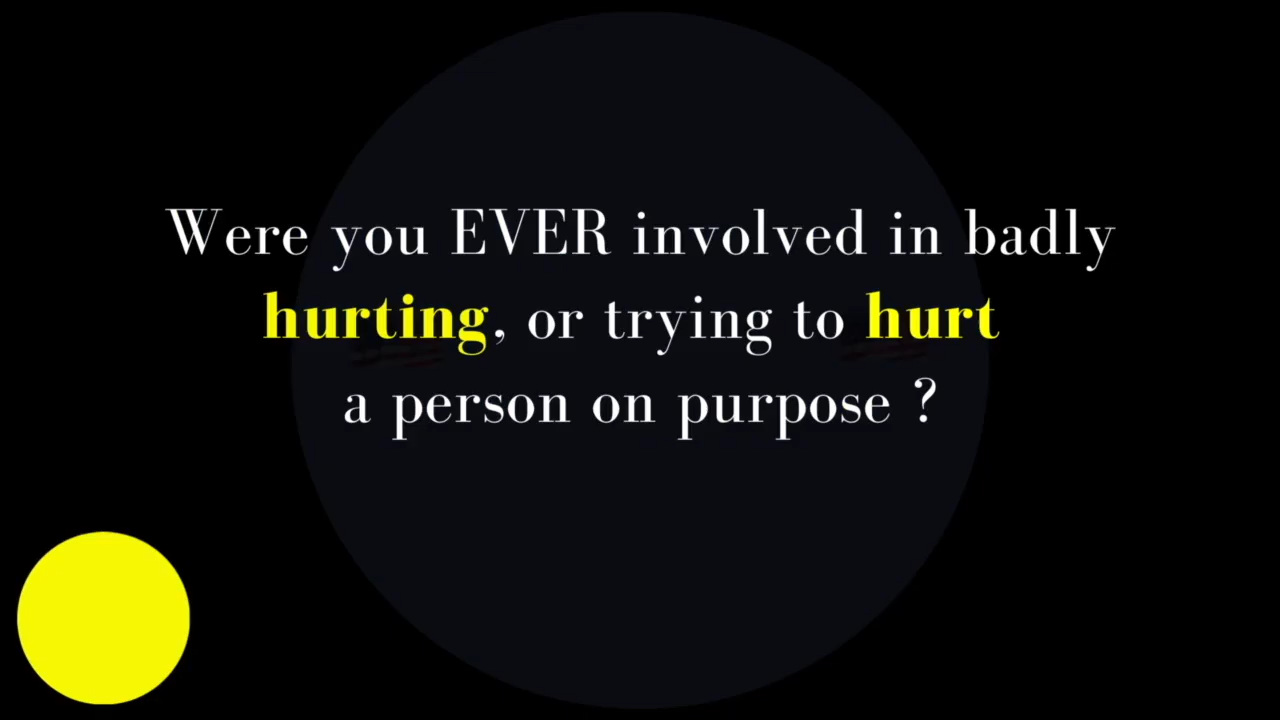 Were you EVER involved in badly
hurting, or trying to hurt
a person on purpose ?